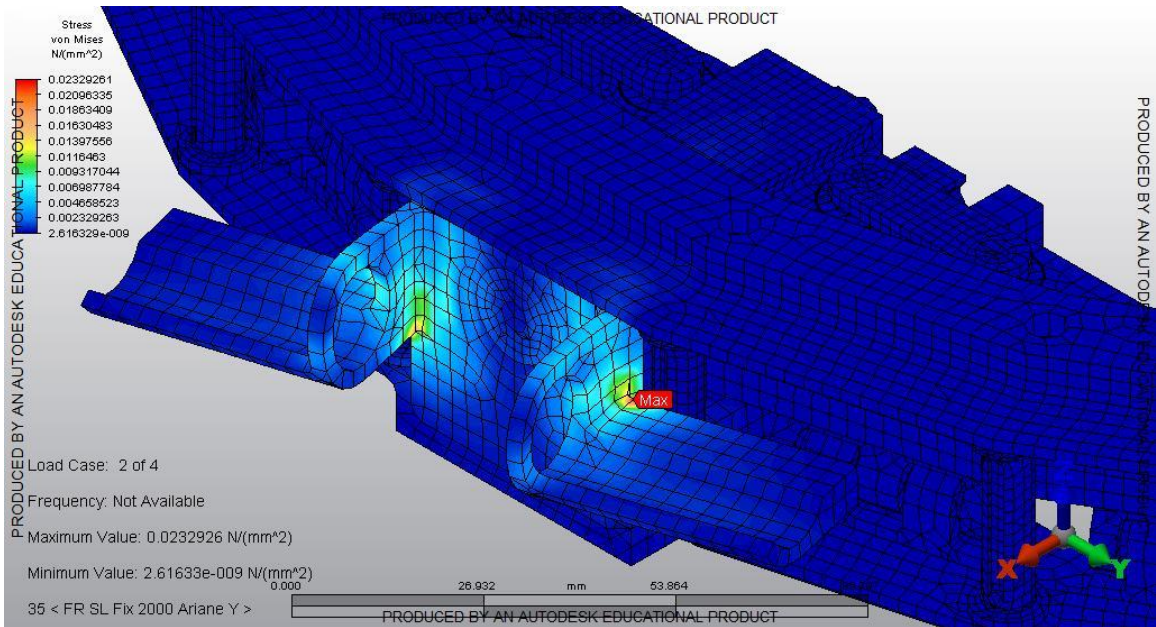 PRODUCED BY AN AUTODESK EDUCATIONAL PRODUCT
Stress
von Mises
N/(mm^2)
0.02329261
0.02096335
0.01863409
0.01630483
0.01397556
0.0116463
0.009317044
0.006987784
0.004658523
0.002329263
2.616329e-009
PRODUCED BY AN AUTODESK EDUCATIONAL PRODUCT
PRODUCED BY AN AUTODESK
Max
Load Case: 2 of 4
Frequency: Not Available
Maximum Value: 0.0232926 N/(mm^2)
Minimum Value: 2.61633e-009 N/(mm^2)
0.000 26.932 mm 53.864
35 < FR SL Fix 2000 Ariane Y >
X
Y
PRODUCED BY AN AUTODESK EDUCATIONAL PRODUCT